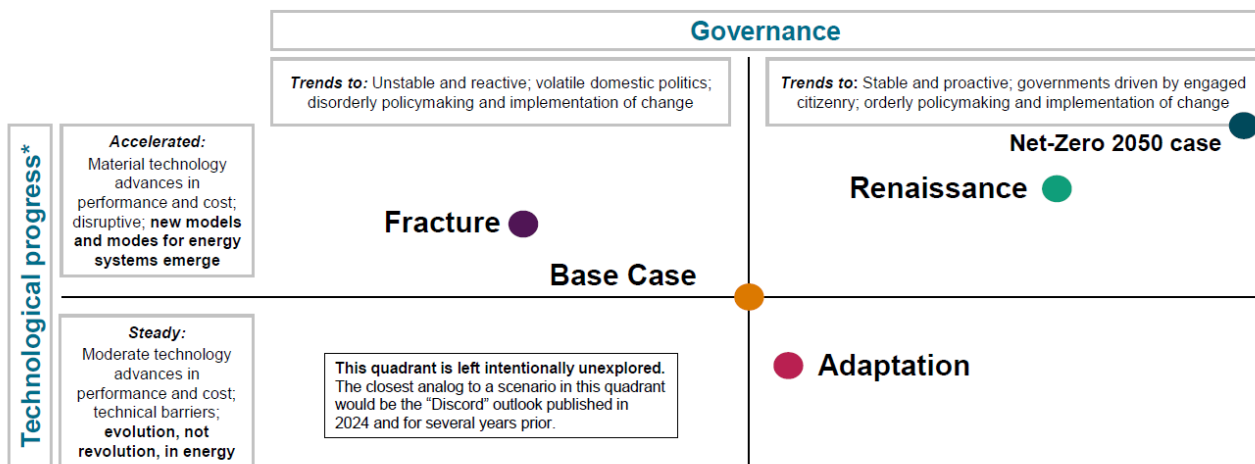 Governance
Trends to: Unstable and reactive; volatile domestic politics;
disorderly policymaking and implementation of change
Trends to: Stable and proactive; governments driven by engaged
citizenry; orderly policymaking and implementation of change
Technological progress*
Accelerated:
Material technology
advances in
performance and cost;
disruptive; new models
and modes for energy
systems emerge
Net-Zero 2050 case
Renaissance
Fracture
Base Case
Steady:
Moderate technology
advances in
performance and cost;
technical barriers;
evolution, not
revolution, in energy
This quadrant is left intentionally unexplored.
The closest analog to a scenario in this quadrant
would be the “Discord” outlook published in
2024 and for several years prior.
Adaptation